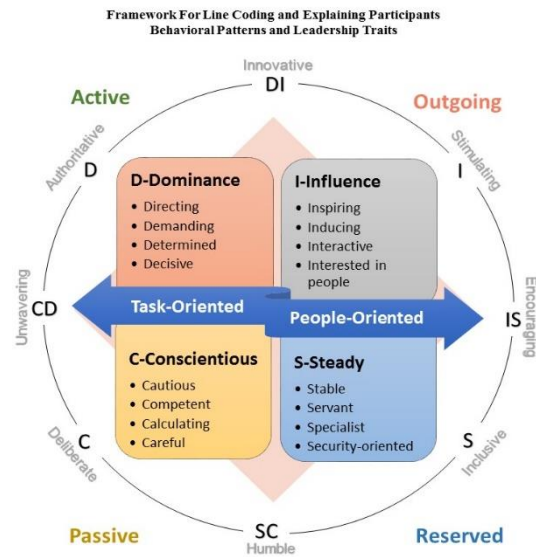 Framework For Line Coding and Explaining Participants
Behavioral Patterns and Leadership Traits
Innovative
DI
Active
Outgoing
Authoritative
D
Stimulating
I
D-Dominance
• Directing
• Demanding
• Determined
• Decisive
I-Influence
• Inspiring
• Inducing
• Interactive
• Interested in
people
Unwavering
CD
Task-Oriented
People-Oriented
IS
Encouraging
C-Conscientious
• Cautious
• Competent
• Calculating
• Careful
S-Steady
• Stable
• Servant
• Specialist
• Security-oriented
C
Deliberate
S
Inclusive
Passive
SC
Humble
Reserved